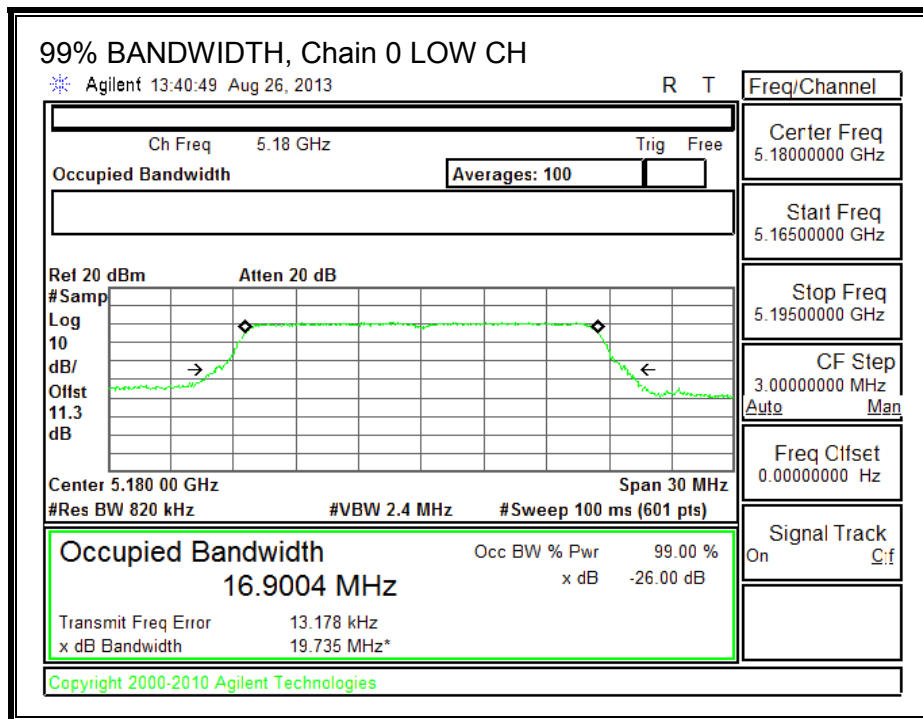 99% BANDWIDTH, Chain 0 LOW CH
Agilent 13:40:49 Aug 26, 2013 R T
Freq/Channel
Ch Freq 5.18 GHz Trig Free
Occupied Bandwidth Averages: 100
Center Freq
5.18000000 GHz
Start Freq
5.16500000 GHz
Stop Freq
5.19500000 GHz
CF Step
3.00000000 MHz
Auto Man
Freq Offset
0.00000000 Hz
Signal Track
On Off
Ref 20 dBm Atten 20 dB
#Samp
Log
10
dB/
Offst
11.3
dB
Center 5.180 00 GHz Span 30 MHz
#Res BW 820 kHz #VBW 2.4 MHz #Sweep 100 ms (601 pts)
Occupied Bandwidth Occ BW % Pwr 99.00 %
16.9004 MHz x dB -26.00 dB
Transmit Freq Error 13.178 kHz
x dB Bandwidth 19.735 MHz*
Copyright 2000-2010 Agilent Technologies